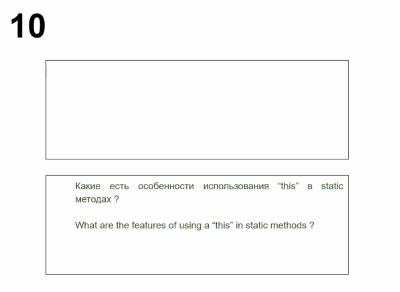 10
Какие есть особенности использования “this” в static
методах ?
What are the features of using a “this” in static methods ?